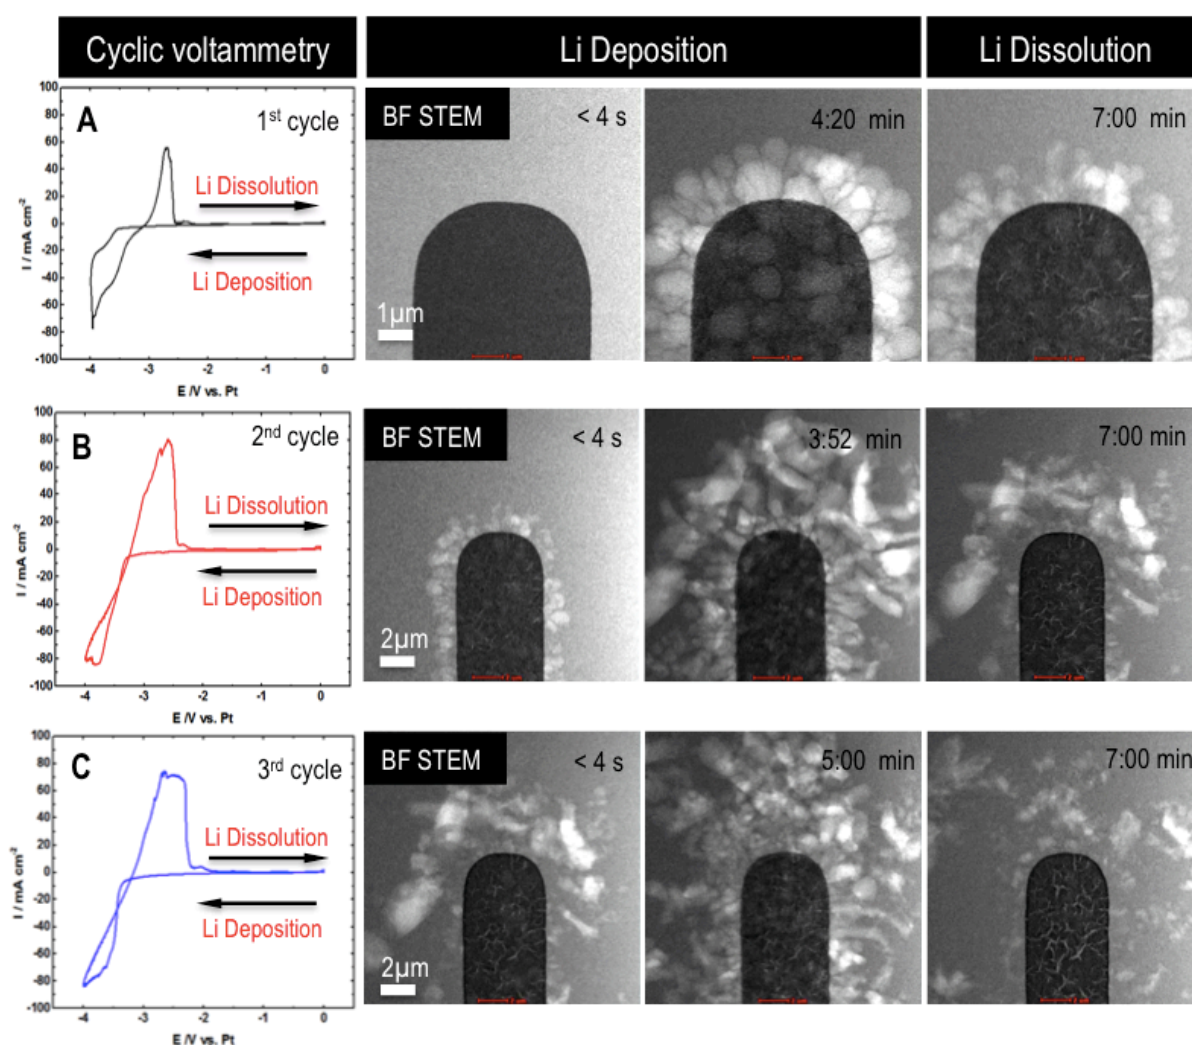 Cyclic voltammetry
Li Deposition
Li Dissolution
A
1st cycle
Li Dissolution
Li Deposition
100
80
60
40
20
0
-20
-40
-60
-80
-100
I / mA cm-2
-4 -3 -2 -1 0
E /V vs. Pt
BF STEM
< 4 s
1µm
4:20 min
7:00 min
B
2nd cycle
Li Dissolution
Li Deposition
100
80
60
40
20
0
-20
-40
-60
-80
-100
I / mA cm-2
-4 -3 -2 -1 0
E /V vs. Pt
BF STEM
< 4 s
2µm
3:52 min
7:00 min
C
3rd cycle
Li Dissolution
Li Deposition
100
80
60
40
20
0
-20
-40
-60
-80
-100
I / mA cm-2
-4 -3 -2 -1 0
E /V vs. Pt
BF STEM
< 4 s
2µm
5:00 min
7:00 min